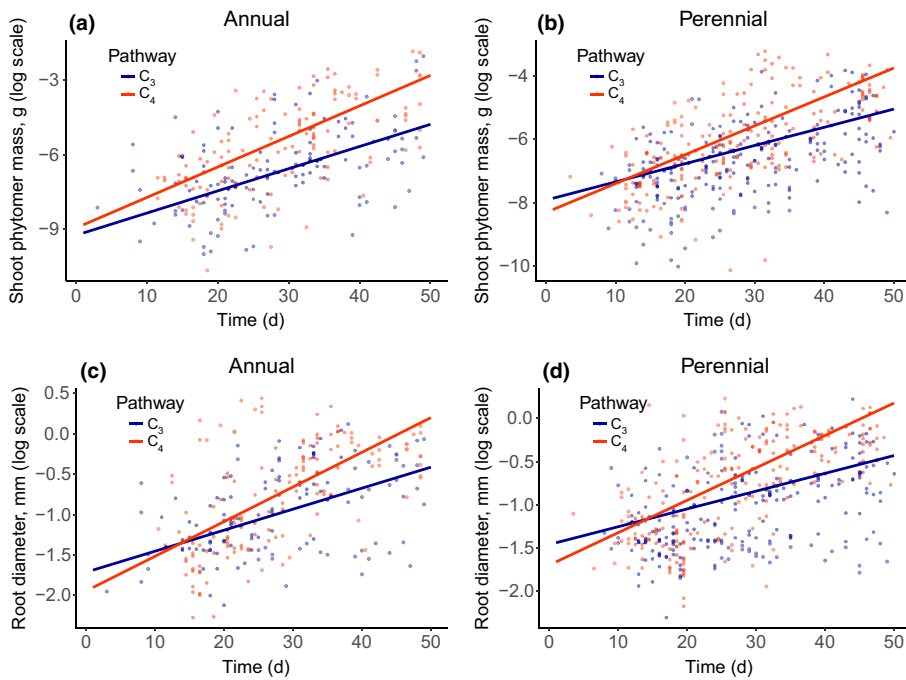 (a) Annual
Pathway
C₃
C₄
Shoot phytomer mass, g (log scale)
−3
−6
−9
0 10 20 30 40 50
Time (d)
(b) Perennial
Pathway
C₃
C₄
Shoot phytomer mass, g (log scale)
−4
−6
−8
−10
0 10 20 30 40 50
Time (d)
(c) Annual
Pathway
C₃
C₄
Root diameter, mm (log scale)
0.5
0.0
−0.5
−1.0
−1.5
−2.0
0 10 20 30 40 50
Time (d)
(d) Perennial
Pathway
C₃
C₄
Root diameter, mm (log scale)
0.0
−0.5
−1.0
−1.5
−2.0
0 10 20 30 40 50
Time (d)